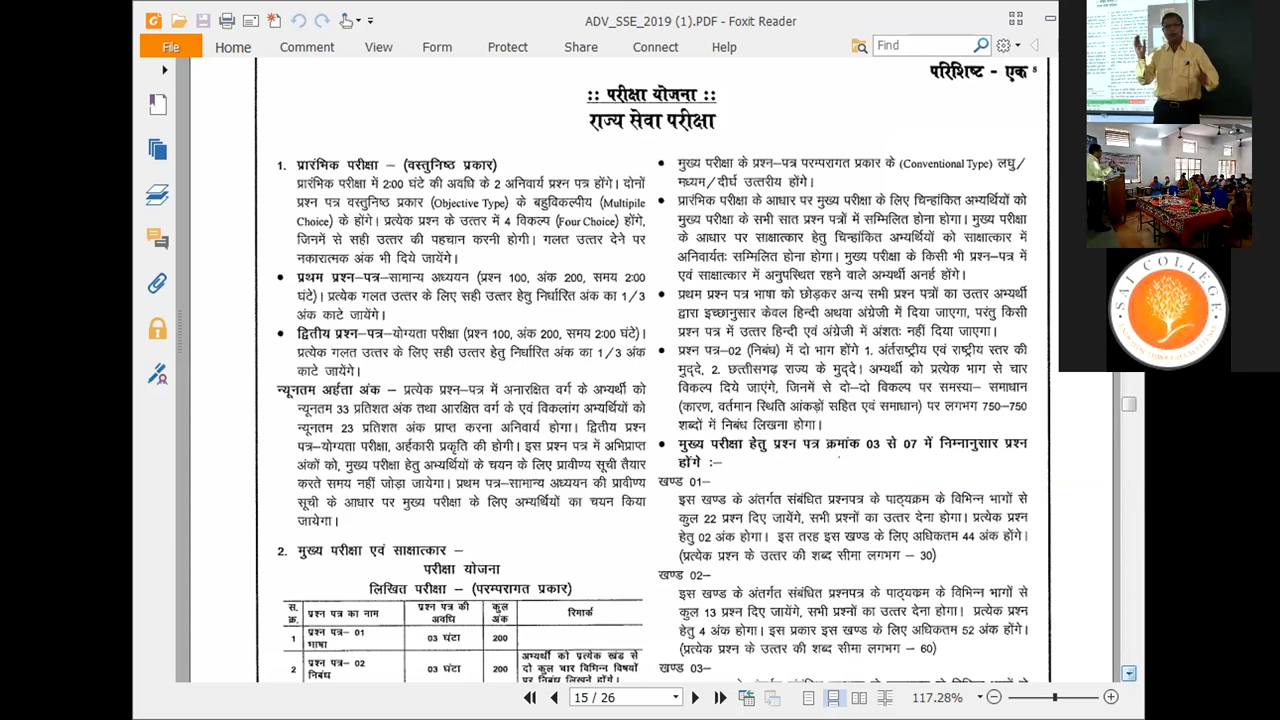 ADV_SSE_2019 (1).PDF - Foxit Reader
File Home Comment View Form Protect Share Connect Help
Find
परिशिष्ट - एक 8
:: परीक्षा योजना ::
राज्य सेवा परीक्षा
1. प्रारंभिक परीक्षा – (वस्तुनिष्ठ प्रकार)
प्रारंभिक परीक्षा में 2:00 घंटे की अवधि के 2 अनिवार्य प्रश्न पत्र होंगे। दोनों
प्रश्न पत्र वस्तुनिष्ठ प्रकार (Objective Type) के बहुविकल्पीय (Multipile
Choice) के होंगे। प्रत्येक प्रश्न के उत्तर में 4 विकल्प (Four Choice) होंगे,
जिनमें से सही उत्तर की पहचान करनी होगी। गलत उत्तर देने पर
नकारात्मक अंक भी दिये जायेंगे।
• प्रथम प्रश्न–पत्र–सामान्य अध्ययन (प्रश्न 100, अंक 200, समय 2:00
घंटे)। प्रत्येक गलत उत्तर के लिए सही उत्तर हेतु निर्धारित अंक का 1/3
अंक काटे जायेंगे।
• द्वितीय प्रश्न–पत्र–योग्यता परीक्षा (प्रश्न 100, अंक 200, समय 2:00 घंटे)।
प्रत्येक गलत उत्तर के लिए सही उत्तर हेतु निर्धारित अंक का 1/3 अंक
काटे जायेंगे।
न्यूनतम अर्हता अंक – प्रत्येक प्रश्न–पत्र में अनारक्षित वर्ग के अभ्यर्थी को
न्यूनतम 33 प्रतिशत अंक तथा आरक्षित वर्ग के एवं विकलांग अभ्यर्थियों को
न्यूनतम 23 प्रतिशत अंक प्राप्त करना अनिवार्य होगा। द्वितीय प्रश्न
पत्र–योग्यता परीक्षा, अर्हकारी प्रकृति की होगी। इस प्रश्न पत्र में अभिप्राप्त
अंकों को, मुख्य परीक्षा हेतु अभ्यर्थियों के चयन के लिए प्रावीण्य सूची तैयार
करते समय नहीं जोड़ा जायेगा। प्रथम पत्र–सामान्य अध्ययन की प्रावीण्य
सूची के आधार पर मुख्य परीक्षा के लिए अभ्यर्थियों का चयन किया
जायेगा।
2. मुख्य परीक्षा एवं साक्षात्कार –
परीक्षा योजना
लिखित परीक्षा – (परम्परागत प्रकार)
स. क्र. प्रश्न पत्र का नाम प्रश्न पत्र की अवधि कुल अंक रिमार्क
1 प्रश्न पत्र– 01 भाषा 03 घंटा 200
2 प्रश्न पत्र– 02 निबंध 03 घंटा 200 अभ्यर्थी को प्रत्येक खंड से दो कुल चार विभिन्न विषयों पर निबंध लिखने होंगे।
• मुख्य परीक्षा के प्रश्न–पत्र परम्परागत प्रकार के (Conventional Type) लघु/
मध्यम/दीर्घ उत्तरीय होंगे।
• प्रारंभिक परीक्षा के आधार पर मुख्य परीक्षा के लिए चिन्हांकित अभ्यर्थियों को
मुख्य परीक्षा के सभी सात प्रश्न पत्रों में सम्मिलित होना होगा। मुख्य परीक्षा
के आधार पर साक्षात्कार हेतु चिन्हांकित अभ्यर्थियों को साक्षात्कार में
अनिवार्यतः सम्मिलित होना होगा। मुख्य परीक्षा के किसी भी प्रश्न–पत्र में
एवं साक्षात्कार में अनुपस्थित रहने वाले अभ्यर्थी अनर्ह होंगे।
• प्रथम प्रश्न पत्र भाषा को छोड़कर अन्य सभी प्रश्न पत्रों का उत्तर अभ्यर्थी
द्वारा इच्छानुसार केवल हिन्दी अथवा अंग्रेजी में दिया जाएगा, परंतु किसी
प्रश्न पत्र में उत्तर हिन्दी एवं अंग्रेजी में अंशतः नहीं दिया जाएगा।
• प्रश्न पत्र–02 (निबंध) में दो भाग होंगे 1. अंर्तराष्ट्रीय एवं राष्ट्रीय स्तर की
मुद्दे, 2. छत्तीसगढ़ राज्य के मुद्दे। अभ्यर्थी को प्रत्येक भाग से चार
विकल्प दिये जाएंगे, जिनमें से दो–दो विकल्प पर समस्या– समाधान
(कारण, वर्तमान स्थिति आंकड़ों सहित एवं समाधान) पर लगभग 750–750
शब्दों में निबंध लिखना होगा।
• मुख्य परीक्षा हेतु प्रश्न पत्र क्रमांक 03 से 07 में निम्नानुसार प्रश्न
होंगे :–
खण्ड 01–
इस खण्ड के अंतर्गत संबंधित प्रश्नपत्र के पाठ्यक्रम के विभिन्न भागों से
कुल 22 प्रश्न दिए जायेंगे, सभी प्रश्नों का उत्तर देना होगा। प्रत्येक प्रश्न
हेतु 02 अंक होगा। इस तरह इस खण्ड के लिए अधिकतम 44 अंक होंगे।
(प्रत्येक प्रश्न के उत्तर की शब्द सीमा लगभग – 30)
खण्ड 02–
इस खण्ड के अंतर्गत संबंधित प्रश्नपत्र के पाठ्यक्रम के विभिन्न भागों से
कुल 13 प्रश्न दिए जायेंगे, सभी प्रश्नों का उत्तर देना होगा। प्रत्येक प्रश्न
हेतु 4 अंक होगा। इस प्रकार इस खण्ड के लिए अधिकतम 52 अंक होंगे।
(प्रत्येक प्रश्न के उत्तर की शब्द सीमा लगभग – 60)
खण्ड 03–
SAI COLLEGE
15 / 26
117.28%